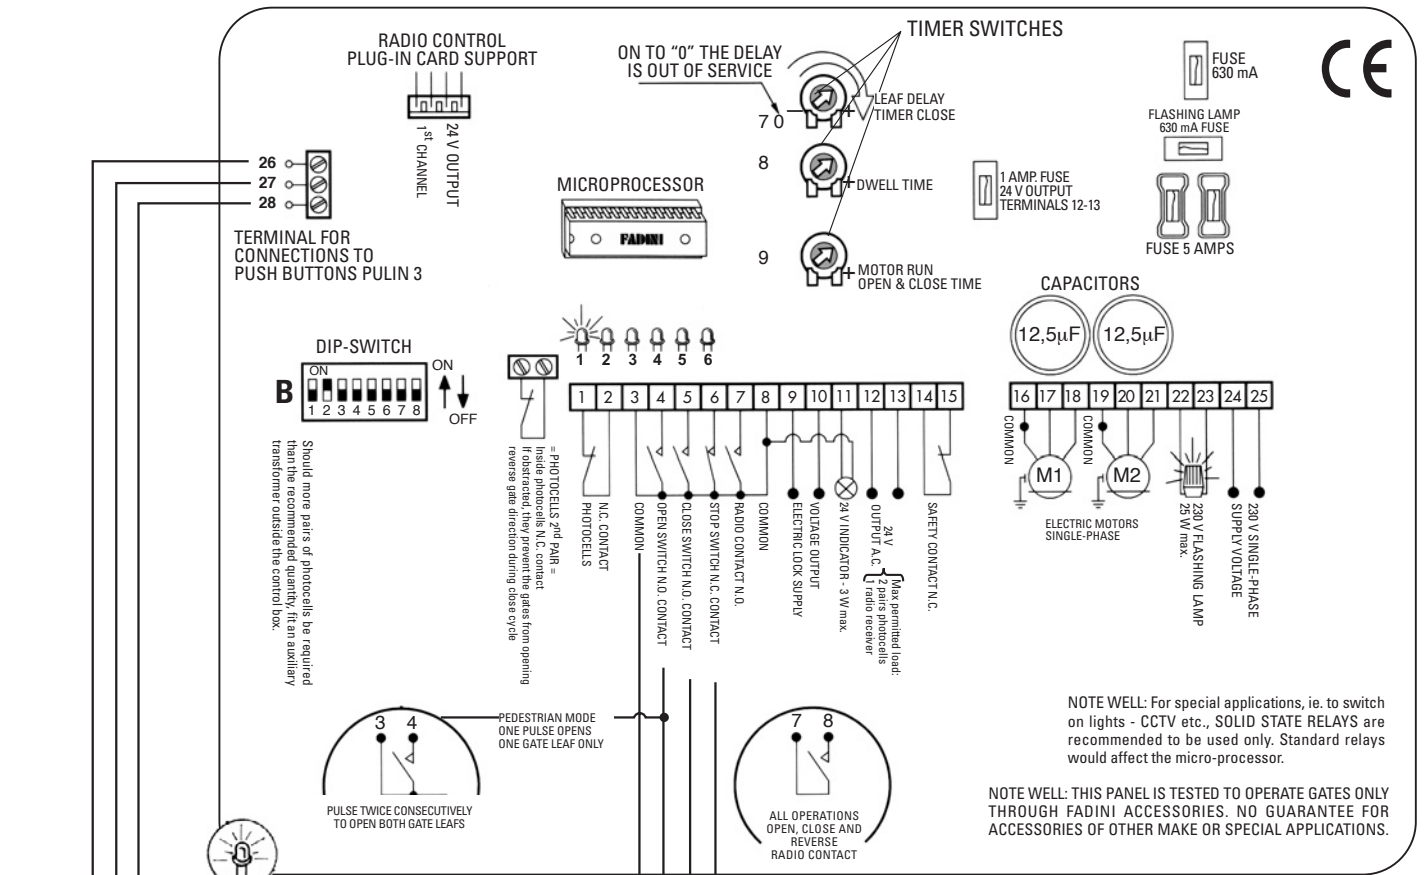 RADIO CONTROL
PLUG-IN CARD SUPPORT
1st CHANNEL
24 V OUTPUT
26
27
28
TERMINAL FOR
CONNECTIONS TO
PUSH BUTTONS PULIN 3
ON TO “0” THE DELAY
IS OUT OF SERVICE
TIMER SWITCHES
7 0
+ LEAF DELAY
TIMER CLOSE
8
+ DWELL TIME
9
+ MOTOR RUN
OPEN & CLOSE TIME
MICROPROCESSOR
FADINI
FUSE
630 mA
CE
FLASHING LAMP
630 mA FUSE
1 AMP. FUSE
24 V OUTPUT
TERMINALS 12-13
FUSE 5 AMPS
CAPACITORS
12,5µF
12,5µF
DIP-SWITCH
B
ON
1 2 3 4 5 6 7 8
ON
OFF
Should more pairs of photocells be required
than the recommended quantity, fit an auxiliary
transformer outside the control box.
= PHOTOCELLS 2nd PAIR =
Inside photocells N.C. contact
If obstracted, they prevent the gates from opening
reverse gate direction during close cycle
1 2 3 4 5 6
1 2 3 4 5 6 7 8 9 10 11 12 13 14 15
N.C. CONTACT
PHOTOCELLS
COMMON
OPEN SWITCH N.O. CONTACT
CLOSE SWITCH N.O. CONTACT
STOP SWITCH N.C. CONTACT
RADIO CONTACT N.O.
COMMON
ELECTRIC LOCK SUPPLY
VOLTAGE OUTPUT
24 V INDICATOR - 3 W max.
24 V
OUTPUT A.C.
Max permitted load:
2 pairs photocells
1 radio receiver
SAFETY CONTACT N.C.
16 17 18 19 20 21 22 23 24 25
COMMON
M1
COMMON
M2
ELECTRIC MOTORS
SINGLE-PHASE
230 V FLASHING LAMP
25 W max.
230 V SINGLE-PHASE
SUPPLY VOLTAGE
3 4
PEDESTRIAN MODE
ONE PULSE OPENS
ONE GATE LEAF ONLY
PULSE TWICE CONSECUTIVELY
TO OPEN BOTH GATE LEAFS
7 8
ALL OPERATIONS
OPEN, CLOSE AND
REVERSE
RADIO CONTACT
NOTE WELL: For special applications, ie. to switch
on lights - CCTV etc., SOLID STATE RELAYS are
recommended to be used only. Standard relays
would affect the micro-processor.
NOTE WELL: THIS PANEL IS TESTED TO OPERATE GATES ONLY
THROUGH FADINI ACCESSORIES. NO GUARANTEE FOR
ACCESSORIES OF OTHER MAKE OR SPECIAL APPLICATIONS.